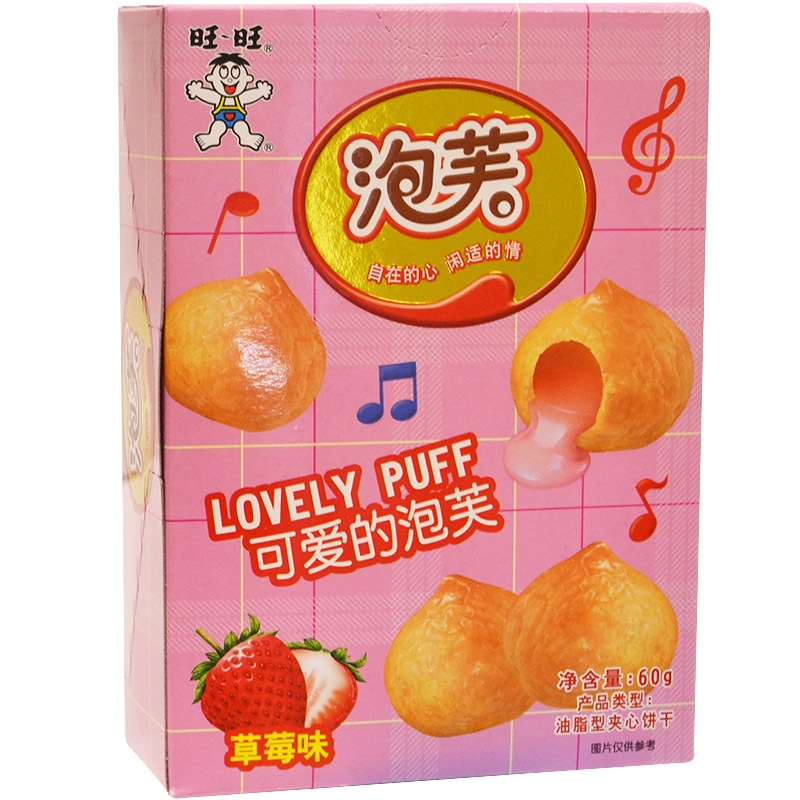 旺-旺®
®
泡芙
自在的心 闲适的情
LOVELY PUFF
可爱的泡芙
草莓味
净含量:60g
产品类型:
油脂型夹心饼干
图片仅供参考